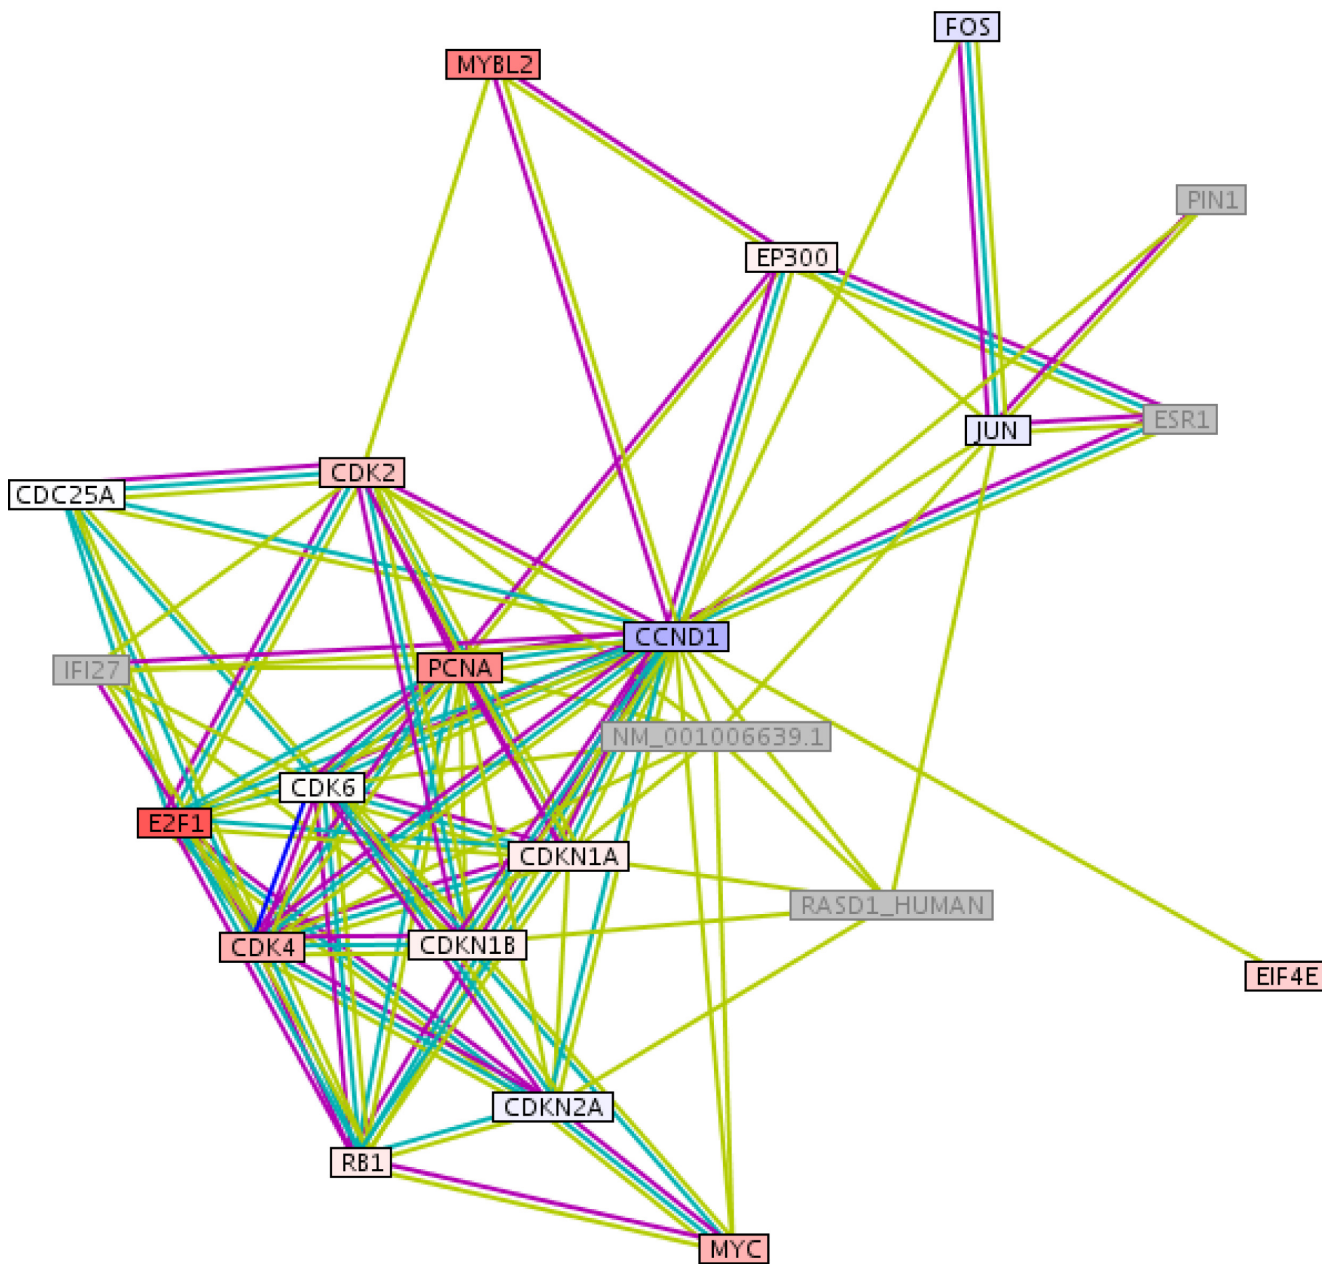 FOS
MYBL2
PIN1
EP300
ESR1
JUN
CDK2
CDC25A
CCND1
IFI27
PCNA
NM_001006639.1
CDK6
E2F1
CDKN1A
RASD1_HUMAN
CDK4
CDKN1B
EIF4E
CDKN2A
RB1
MYC